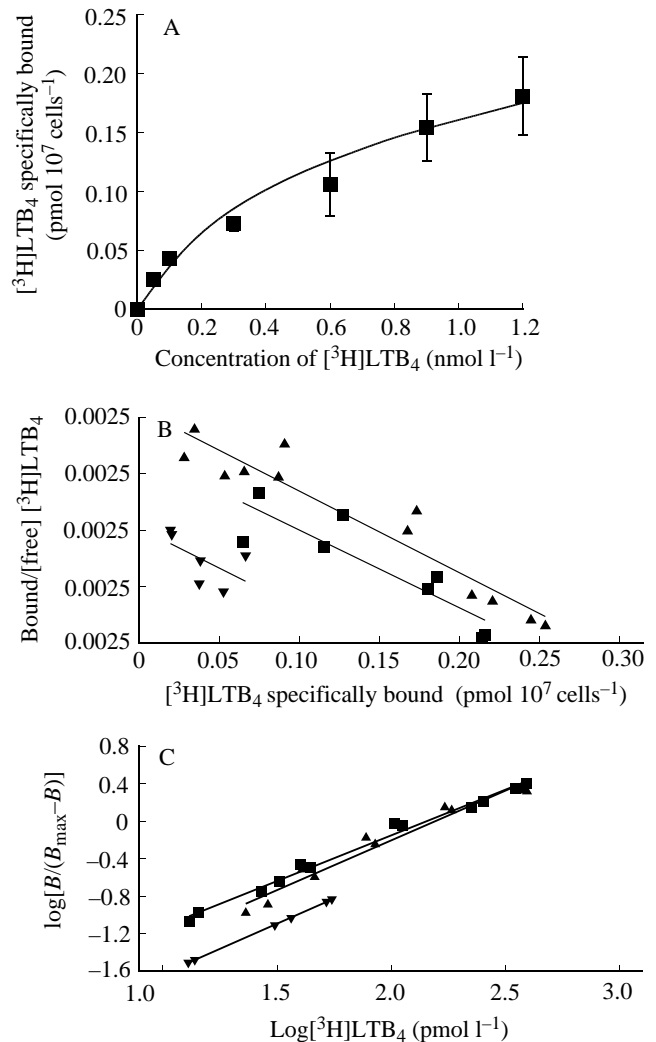 A
[³H]LTB₄ specifically bound
(pmol 10⁷ cells⁻¹)
0.25
0.20
0.15
0.10
0.05
0
0 0.2 0.4 0.6 0.8 1.0 1.2
Concentration of [³H]LTB₄ (nmol l⁻¹)
B
Bound/[free] [³H]LTB₄
0.0025
0.0025
0.0025
0.0025
0.0025
0 0.05 0.10 0.15 0.20 0.25 0.30
[³H]LTB₄ specifically bound (pmol 10⁷ cells⁻¹)
C
log[B/(Bmax–B)]
0.8
0.4
0
–0.4
–0.8
–1.2
–1.6
1.0 1.5 2.0 2.5 3.0
Log[³H]LTB₄ (pmol l⁻¹)